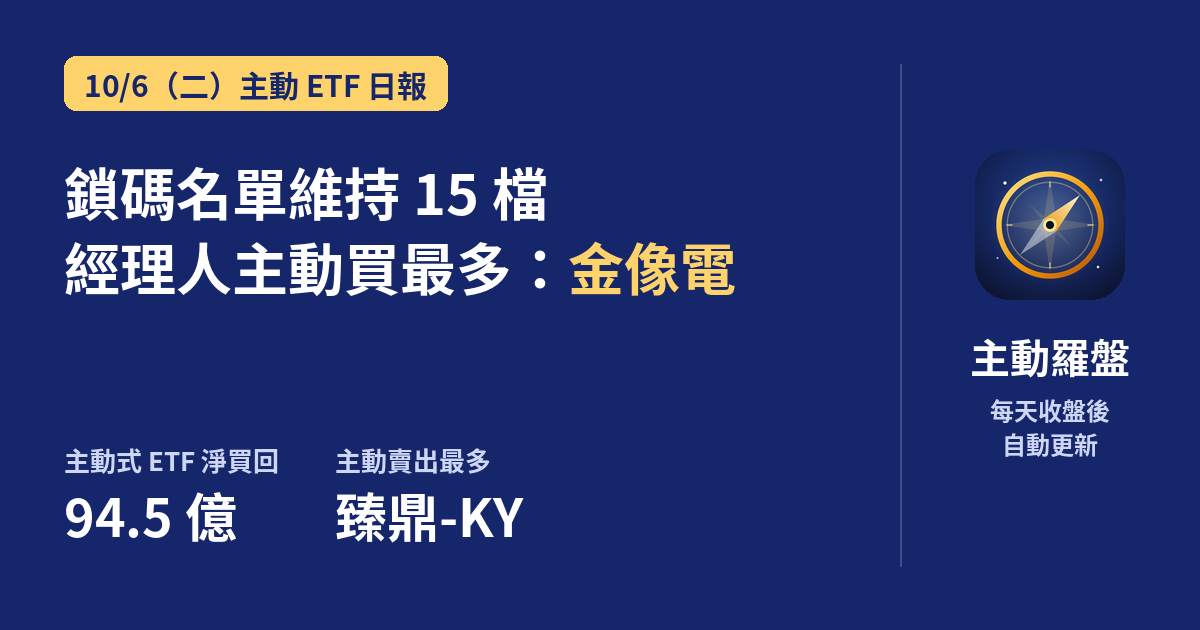 10/6（二）主動 ETF 日報
鎖碼名單維持 15 檔
經理人主動買最多：金像電
主動式 ETF 淨買回
94.5 億
主動賣出最多
臻鼎-KY
主動羅盤
每天收盤後
自動更新